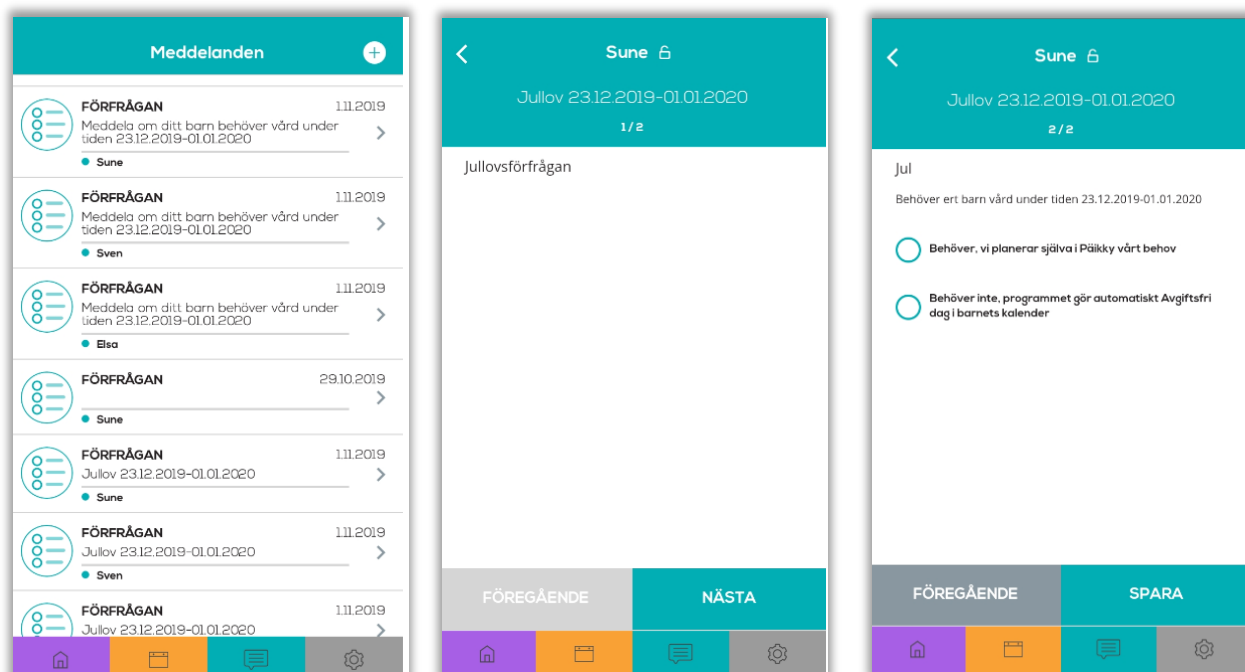 Meddelanden
FÖRFRÅGAN 1.11.2019
Meddela om ditt barn behöver vård under
tiden 23.12.2019-01.01.2020
Sune
FÖRFRÅGAN 1.11.2019
Meddela om ditt barn behöver vård under
tiden 23.12.2019-01.01.2020
Sven
FÖRFRÅGAN 1.11.2019
Meddela om ditt barn behöver vård under
tiden 23.12.2019-01.01.2020
Elsa
FÖRFRÅGAN 29.10.2019
Sune
FÖRFRÅGAN 1.11.2019
Jullov 23.12.2019-01.01.2020
Sune
FÖRFRÅGAN 1.11.2019
Jullov 23.12.2019-01.01.2020
Sven
FÖRFRÅGAN 1.11.2019
Jullov 23.12.2019-01.01.2020
Sune
Jullov 23.12.2019-01.01.2020
1/2
Jullovsförfrågan
FÖREGÅENDE NÄSTA
Sune
Jullov 23.12.2019-01.01.2020
2/2
Jul
Behöver ert barn vård under tiden 23.12.2019-01.01.2020
Behöver, vi planerar själva i Päikky vårt behov
Behöver inte, programmet gör automatiskt Avgiftsfri
dag i barnets kalender
FÖREGÅENDE SPARA